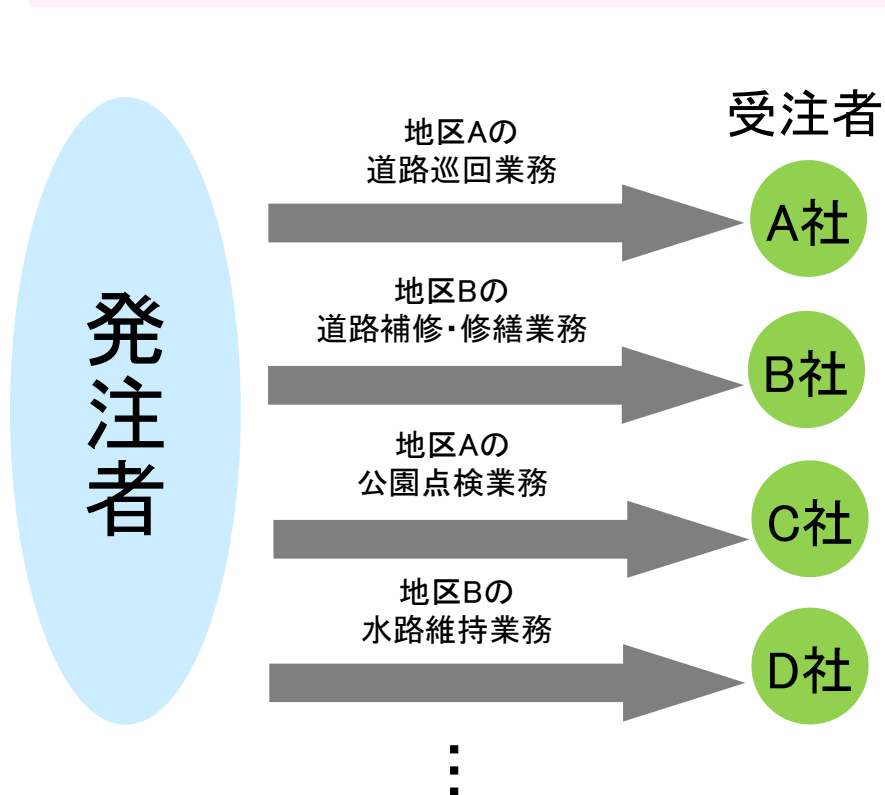 受注者
発注者
地区Aの
道路巡回業務
A社
地区Bの
道路補修・修繕業務
B社
地区Aの
公園点検業務
C社
地区Bの
水路維持業務
D社
⋮